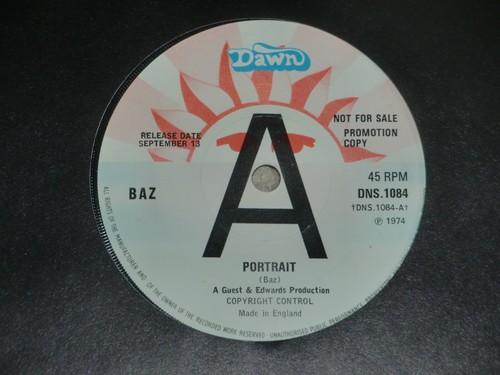 Dawn
NOT FOR SALE
PROMOTION
COPY
RELEASE DATE
SEPTEMBER 13
A
45 RPM
BAZ
DNS.1084
†DNS.1084-A†
℗ 1974
PORTRAIT
(Baz)
A Guest & Edwards Production
COPYRIGHT CONTROL
Made in England
ALL RIGHTS OF THE MANUFACTURER AND OF THE OWNER OF THE RECORDED WORK RESERVED · UNAUTHORISED PUBLIC PERFORMANCE